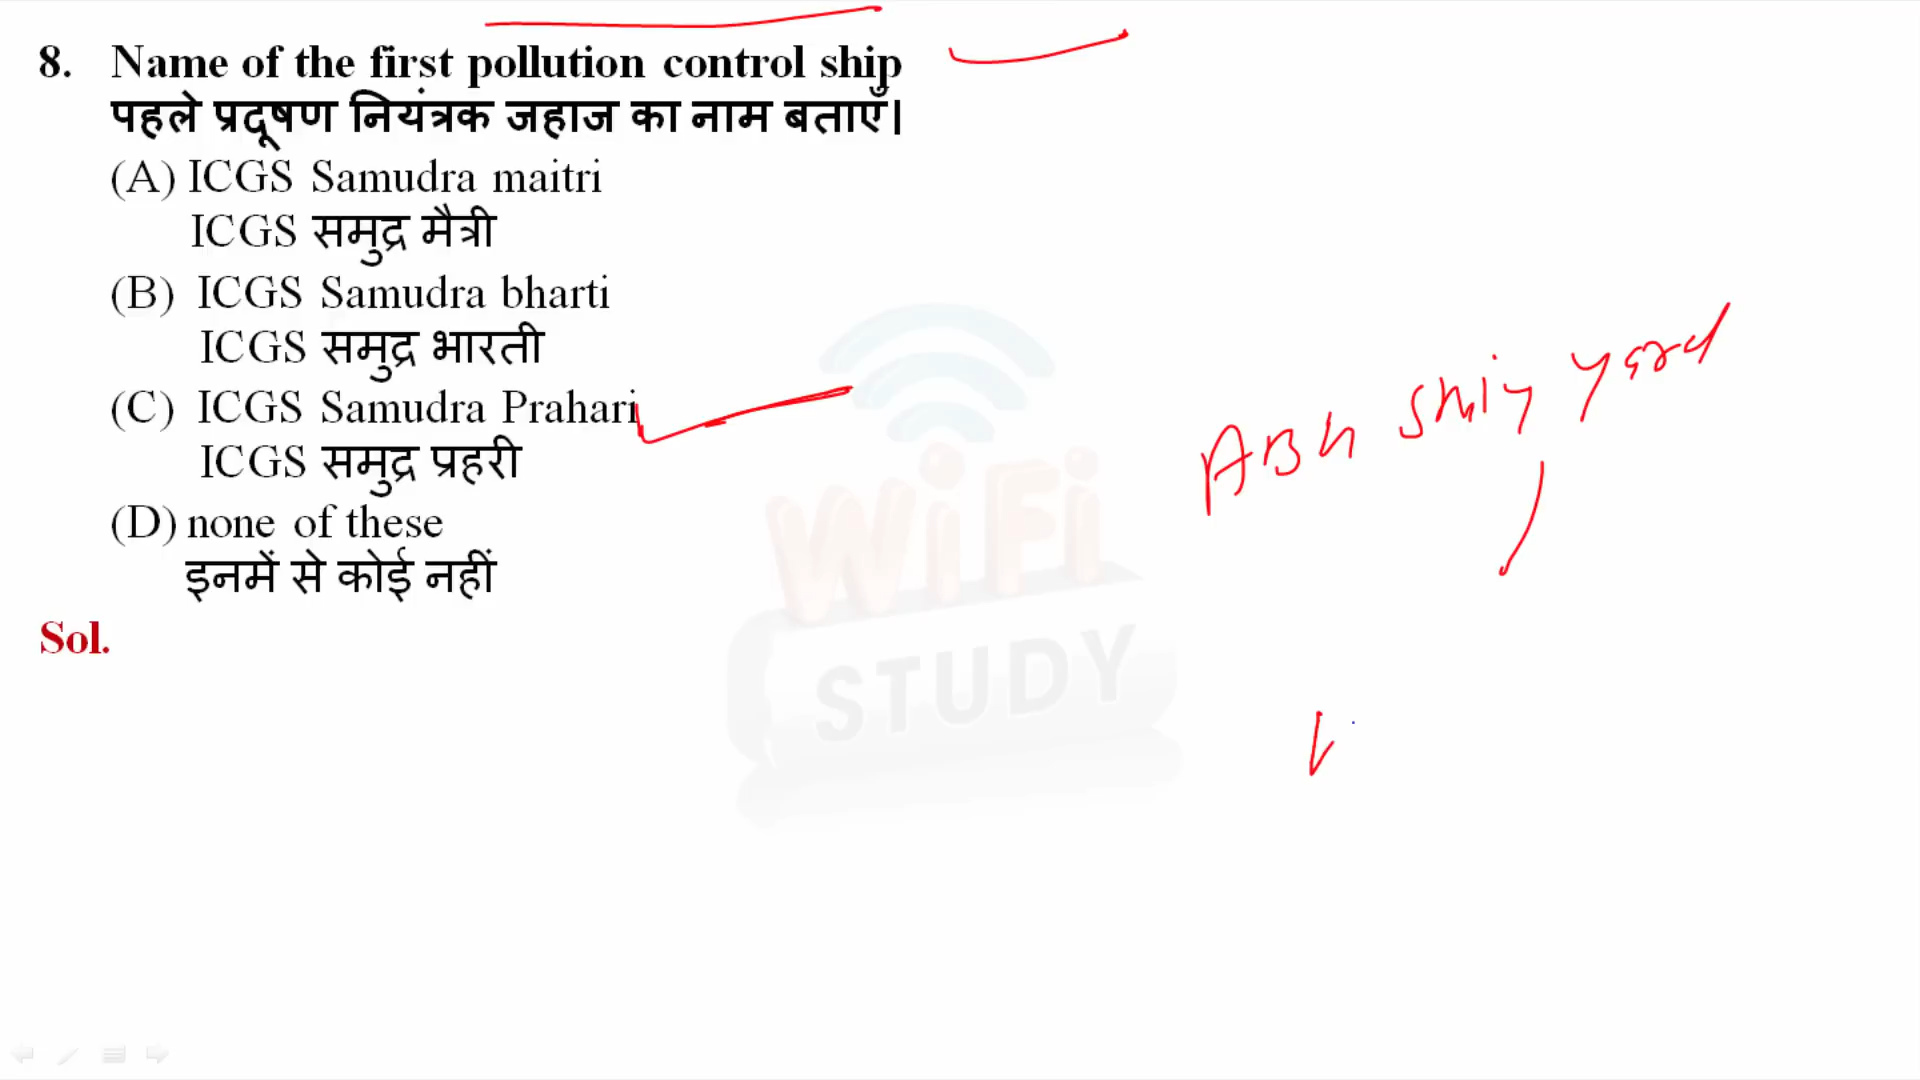 8. Name of the first pollution control ship
पहले प्रदूषण नियंत्रक जहाज का नाम बताएँ।
(A) ICGS Samudra maitri
ICGS समुद्र मैत्री
(B) ICGS Samudra bharti
ICGS समुद्र भारती
(C) ICGS Samudra Prahari
ICGS समुद्र प्रहरी
(D) none of these
इनमें से कोई नहीं
Sol.
ABh Ship yard
WiFi
STUDY